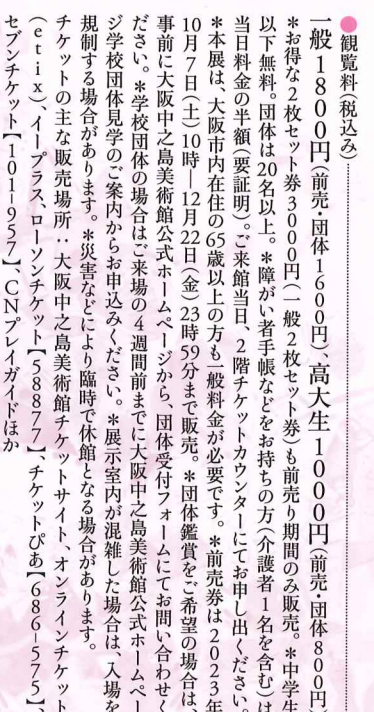 ●観覧料(税込み)
一般1800円(前売・団体1600円)、高大生1000円(前売・団体800円)
＊お得な2枚セット券3000円(一般2枚セット券)も前売り期間のみ販売。＊中学生
以下無料。団体は20名以上。＊障がい者手帳などをお持ちの方(介護者1名を含む)は
当日料金の半額(要証明)。ご来館当日、2階チケットカウンターにてお申し出ください。
＊本展は、大阪市内在住の65歳以上の方も一般料金が必要です。＊前売券は2023年
10月7日(土)10時―12月22日(金)23時59分まで販売。＊団体鑑賞をご希望の場合は、
事前に大阪中之島美術館公式ホームページから、団体受付フォームにてお問い合わせく
ださい。＊学校団体の場合はご来場の4週間前までに大阪中之島美術館公式ホームペー
ジ学校団体見学のご案内からお申込みください。＊展示室内が混雑した場合は、入場を
規制する場合があります。＊災害などにより臨時で休館となる場合があります。
チケットの主な販売場所：大阪中之島美術館チケットサイト、オンラインチケット
(etix)、イープラス、ローソンチケット【58877】、チケットぴあ【686-575】、
セブンチケット【101-957】、CNプレイガイドほか